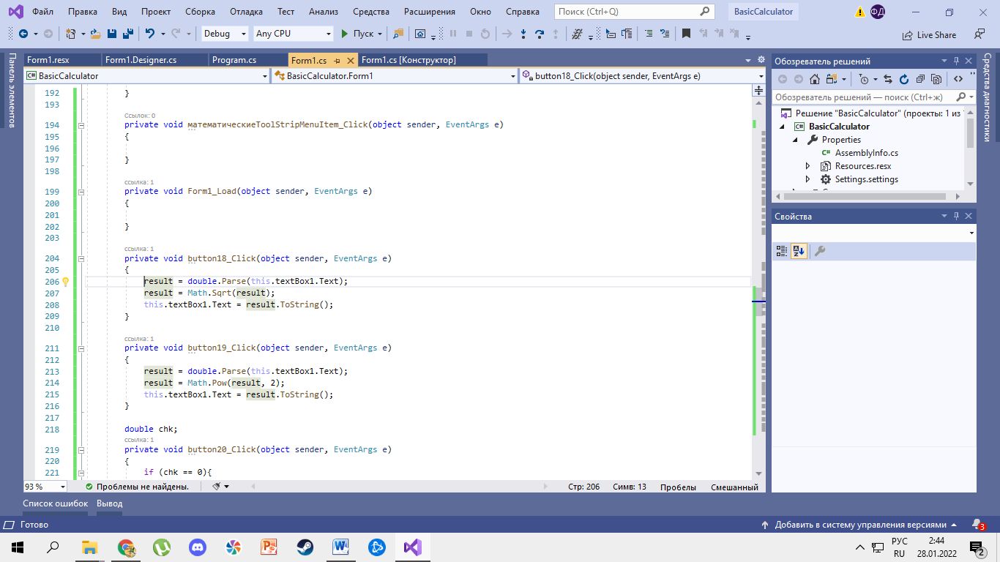 Файл Правка Вид Проект Сборка Отладка Тест Анализ Средства Расширения Окно Справка Поиск (Ctrl+Q) BasicCalculator ФД
Debug Any CPU Пуск Live Share
Панель элементов
Form1.resx Form1.Designer.cs Program.cs Form1.cs Form1.cs [Конструктор]
C# BasicCalculator BasicCalculator.Form1 button18_Click(object sender, EventArgs e)
192 }
193
Ссылок: 0
194 private void математическиеToolStripMenuItem_Click(object sender, EventArgs e)
195 {
196
197 }
198
ссылка: 1
199 private void Form1_Load(object sender, EventArgs e)
200 {
201
202 }
203
ссылка: 1
204 private void button18_Click(object sender, EventArgs e)
205 {
206 result = double.Parse(this.textBox1.Text);
207 result = Math.Sqrt(result);
208 this.textBox1.Text = result.ToString();
209 }
210
ссылка: 1
211 private void button19_Click(object sender, EventArgs e)
212 {
213 result = double.Parse(this.textBox1.Text);
214 result = Math.Pow(result, 2);
215 this.textBox1.Text = result.ToString();
216 }
217
218 double chk;
ссылка: 1
219 private void button20_Click(object sender, EventArgs e)
220 {
221 if (chk == 0){
93 % Проблемы не найдены. Стр: 206 Симв: 13 Пробелы Смешанный
Обозреватель решений
Обозреватель решений — поиск (Ctrl+ж)
Решение "BasicCalculator" (проекты: 1 из
C# BasicCalculator
Properties
C# AssemblyInfo.cs
Resources.resx
Settings.settings
Свойства
Средства диагностики
Список ошибок Вывод
Готово Добавить в систему управления версиями 3
РУС 2:44
RU 28.01.2022 2